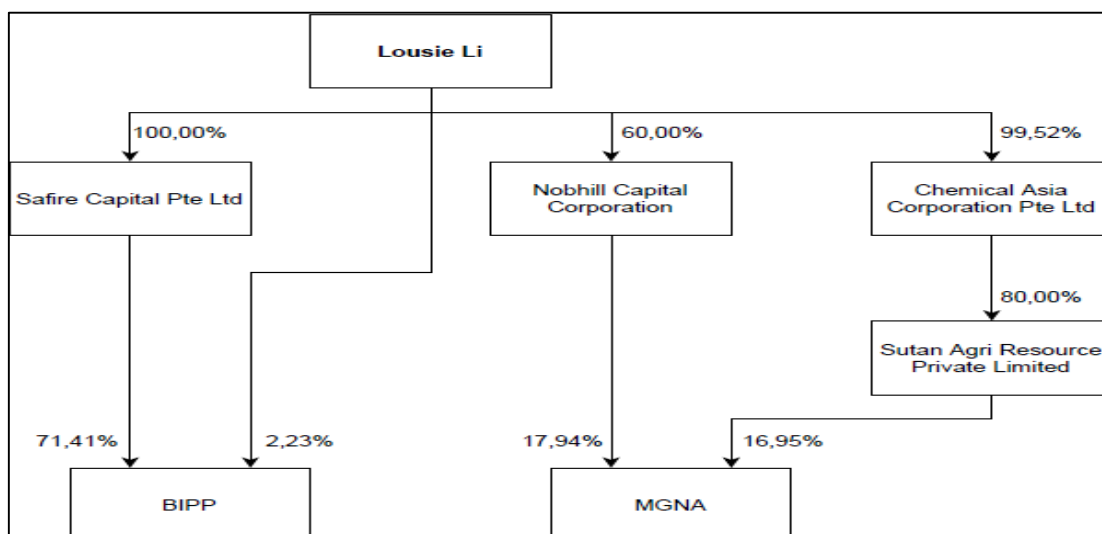 Lousie Li
100,00%
60,00%
99,52%
Safire Capital Pte Ltd
Nobhill Capital
Corporation
Chemical Asia
Corporation Pte Ltd
80,00%
Sutan Agri Resource
Private Limited
71,41%
2,23%
17,94%
16,95%
BIPP
MGNA